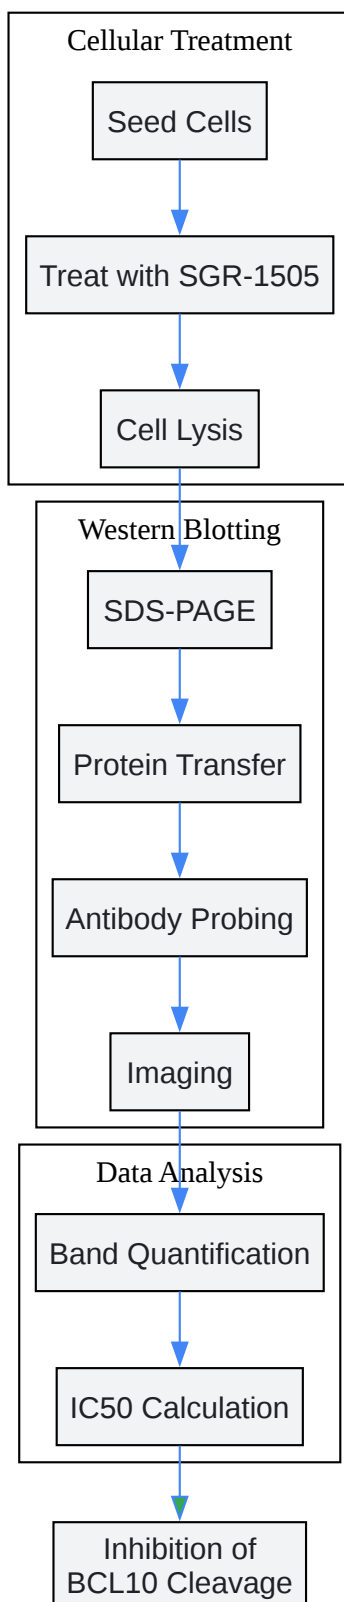 Cellular Treatment
Seed Cells
Treat with SGR-1505
Cell Lysis
Western Blotting
SDS-PAGE
Protein Transfer
Antibody Probing
Imaging
Data Analysis
Band Quantification
IC50 Calculation
Inhibition of
BCL10 Cleavage